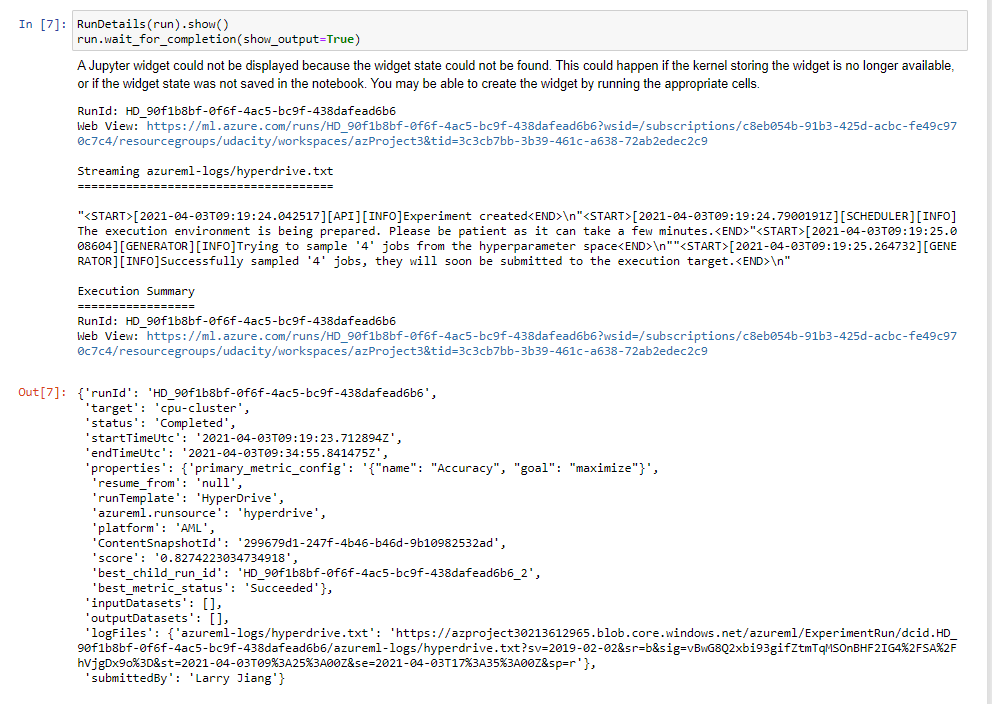 In [7]: RunDetails(run).show()
run.wait_for_completion(show_output=True)
A Jupyter widget could not be displayed because the widget state could not be found. This could happen if the kernel storing the widget is no longer available,
or if the widget state was not saved in the notebook. You may be able to create the widget by running the appropriate cells.
RunId: HD_90f1b8bf-0f6f-4ac5-bc9f-438dafead6b6
Web View: https://ml.azure.com/runs/HD_90f1b8bf-0f6f-4ac5-bc9f-438dafead6b6?wsid=/subscriptions/c8eb054b-91b3-425d-acbc-fe49c97
0c7c4/resourcegroups/udacity/workspaces/azProject3&tid=3c3cb7bb-3b39-461c-a638-72ab2edec2c9
Streaming azureml-logs/hyperdrive.txt
=====================================
"<START>[2021-04-03T09:19:24.042517][API][INFO]Experiment created<END>\n"<START>[2021-04-03T09:19:24.7900191Z][SCHEDULER][INFO]
The execution environment is being prepared. Please be patient as it can take a few minutes.<END>"<START>[2021-04-03T09:19:25.0
08604][GENERATOR][INFO]Trying to sample '4' jobs from the hyperparameter space<END>\n""<START>[2021-04-03T09:19:25.264732][GENE
RATOR][INFO]Successfully sampled '4' jobs, they will soon be submitted to the execution target.<END>\n"
Execution Summary
=================
RunId: HD_90f1b8bf-0f6f-4ac5-bc9f-438dafead6b6
Web View: https://ml.azure.com/runs/HD_90f1b8bf-0f6f-4ac5-bc9f-438dafead6b6?wsid=/subscriptions/c8eb054b-91b3-425d-acbc-fe49c97
0c7c4/resourcegroups/udacity/workspaces/azProject3&tid=3c3cb7bb-3b39-461c-a638-72ab2edec2c9
Out[7]: {'runId': 'HD_90f1b8bf-0f6f-4ac5-bc9f-438dafead6b6',
'target': 'cpu-cluster',
'status': 'Completed',
'startTimeUtc': '2021-04-03T09:19:23.712894Z',
'endTimeUtc': '2021-04-03T09:34:55.841475Z',
'properties': {'primary_metric_config': '{"name": "Accuracy", "goal": "maximize"}',
'resume_from': 'null',
'runTemplate': 'HyperDrive',
'azureml.runsource': 'hyperdrive',
'platform': 'AML',
'ContentSnapshotId': '299679d1-247f-4b46-b46d-9b10982532ad',
'score': '0.8274223034734918',
'best_child_run_id': 'HD_90f1b8bf-0f6f-4ac5-bc9f-438dafead6b6_2',
'best_metric_status': 'Succeeded'},
'inputDatasets': [],
'outputDatasets': [],
'logFiles': {'azureml-logs/hyperdrive.txt': 'https://azproject30213612965.blob.core.windows.net/azureml/ExperimentRun/dcid.HD_
90f1b8bf-0f6f-4ac5-bc9f-438dafead6b6/azureml-logs/hyperdrive.txt?sv=2019-02-02&sr=b&sig=vBwG8Q2xbi93gifZtmTqMSOnBHF2IG4%2FSA%2F
hVjgDx9o%3D&st=2021-04-03T09%3A25%3A00Z&se=2021-04-03T17%3A35%3A00Z&sp=r'},
'submittedBy': 'Larry Jiang'}